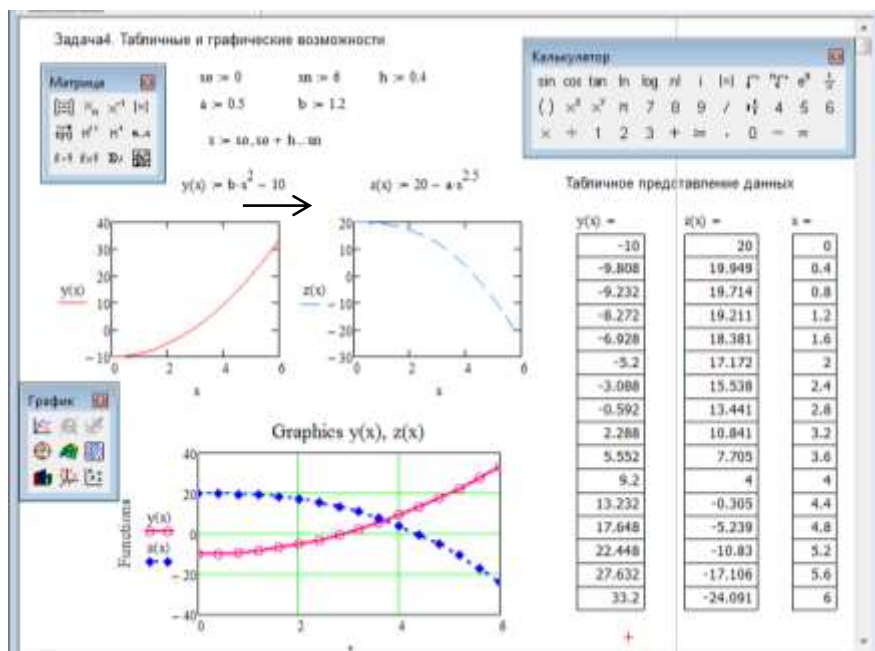 Задача4. Табличные и графические возможности
Матрица
xo := 0 xn := 6 h := 0.4
a := 0.5 b := 1.2
x := xo, xo + h .. xn
Калькулятор
sin cos tan ln log n! i |×|
( ) x² π 7 8 9 / 4 5 6
× ÷ 1 2 3 + := . 0 − =
y(x) := b·x² − 10
z(x) := 20 − a·x^2.5
Табличное представление данных
40
30
20
10
0
−10
y(x)
0 2 4 6
x
20
10
0
−10
−20
−30
z(x)
0 2 4 6
x
График
Graphics y(x), z(x)
Functions
y(x)
z(x)
40
20
0
−20
−40
0 2 4 6
y(x) = z(x) = x =
-10 20 0
-9.808 19.949 0.4
-9.232 19.714 0.8
-8.272 19.211 1.2
-6.928 18.381 1.6
-5.2 17.172 2
-3.088 15.538 2.4
-0.592 13.441 2.8
2.288 10.841 3.2
5.552 7.705 3.6
9.2 4 4
13.232 -0.305 4.4
17.648 -5.239 4.8
22.448 -10.83 5.2
27.632 -17.106 5.6
33.2 -24.091 6